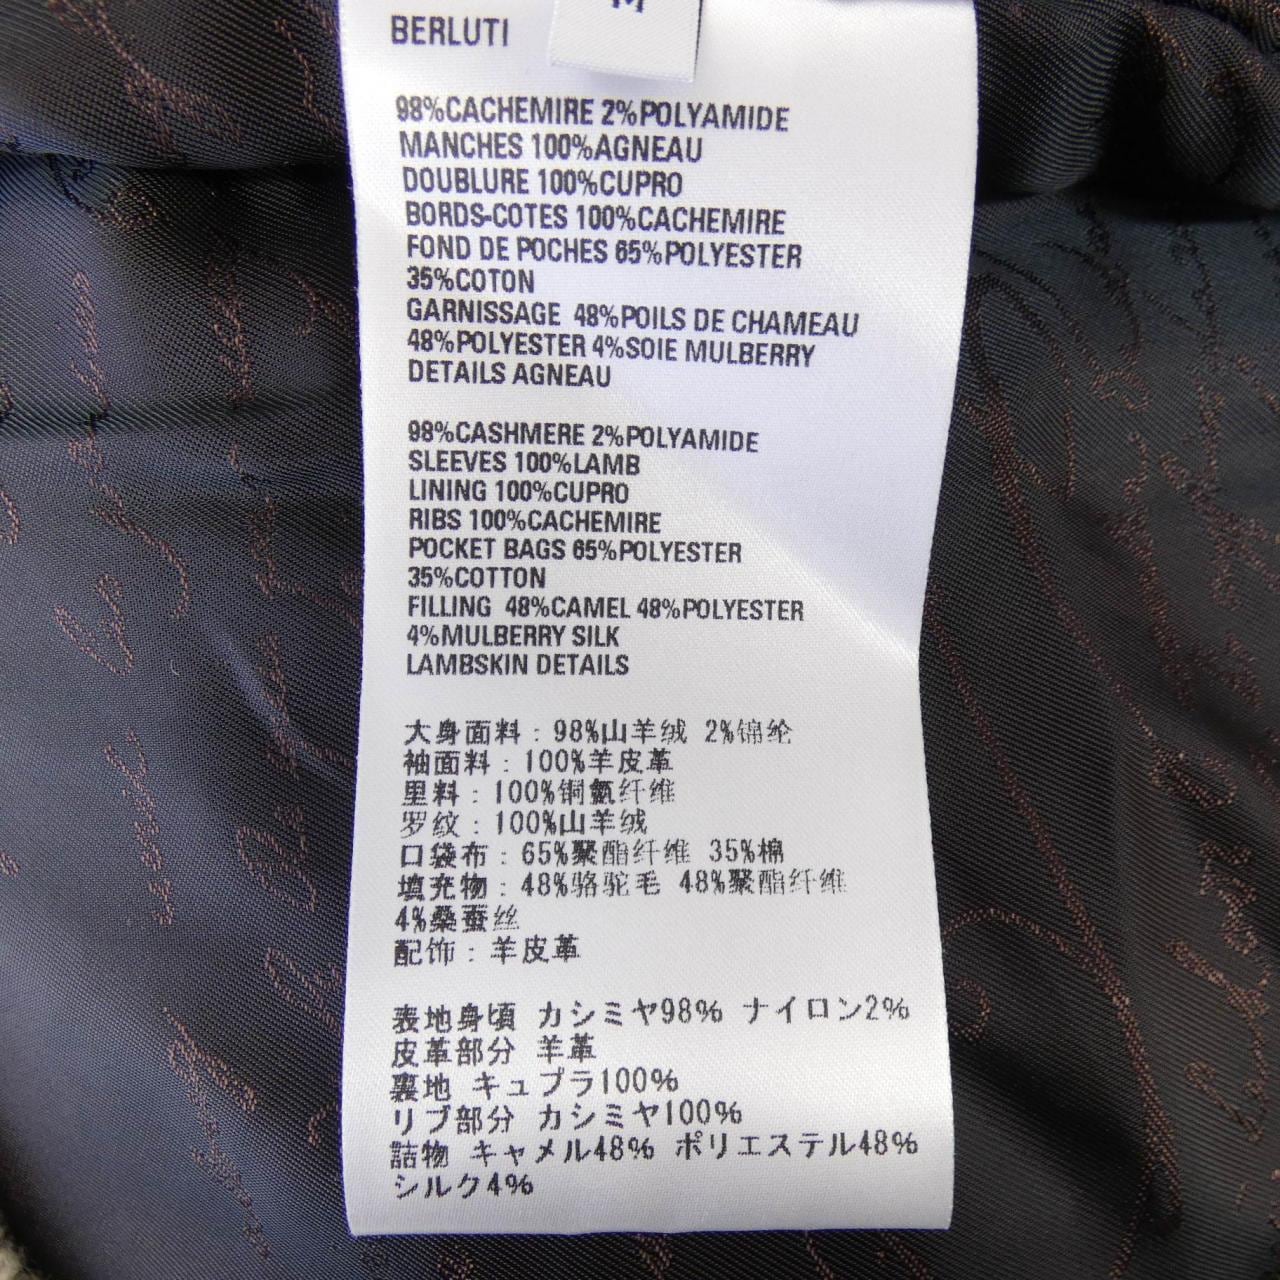 M
BERLUTI
98%CACHEMIRE 2%POLYAMIDE
MANCHES 100%AGNEAU
DOUBLURE 100%CUPRO
BORDS-COTES 100%CACHEMIRE
FOND DE POCHES 65%POLYESTER
35%COTON
GARNISSAGE 48%POILS DE CHAMEAU
48%POLYESTER 4%SOIE MULBERRY
DETAILS AGNEAU
98%CASHMERE 2%POLYAMIDE
SLEEVES 100%LAMB
LINING 100%CUPRO
RIBS 100%CACHEMIRE
POCKET BAGS 65%POLYESTER
35%COTTON
FILLING 48%CAMEL 48%POLYESTER
4%MULBERRY SILK
LAMBSKIN DETAILS
大身面料：98%山羊绒 2%锦纶
袖面料：100%羊皮革
里料：100%铜氨纤维
罗纹：100%山羊绒
口袋布：65%聚酯纤维 35%棉
填充物：48%骆驼毛 48%聚酯纤维
4%桑蚕丝
配饰：羊皮革
表地身頃 カシミヤ98% ナイロン2%
皮革部分 羊革
裏地 キュプラ100%
リブ部分 カシミヤ100%
詰物 キャメル48% ポリエステル48%
シルク4%